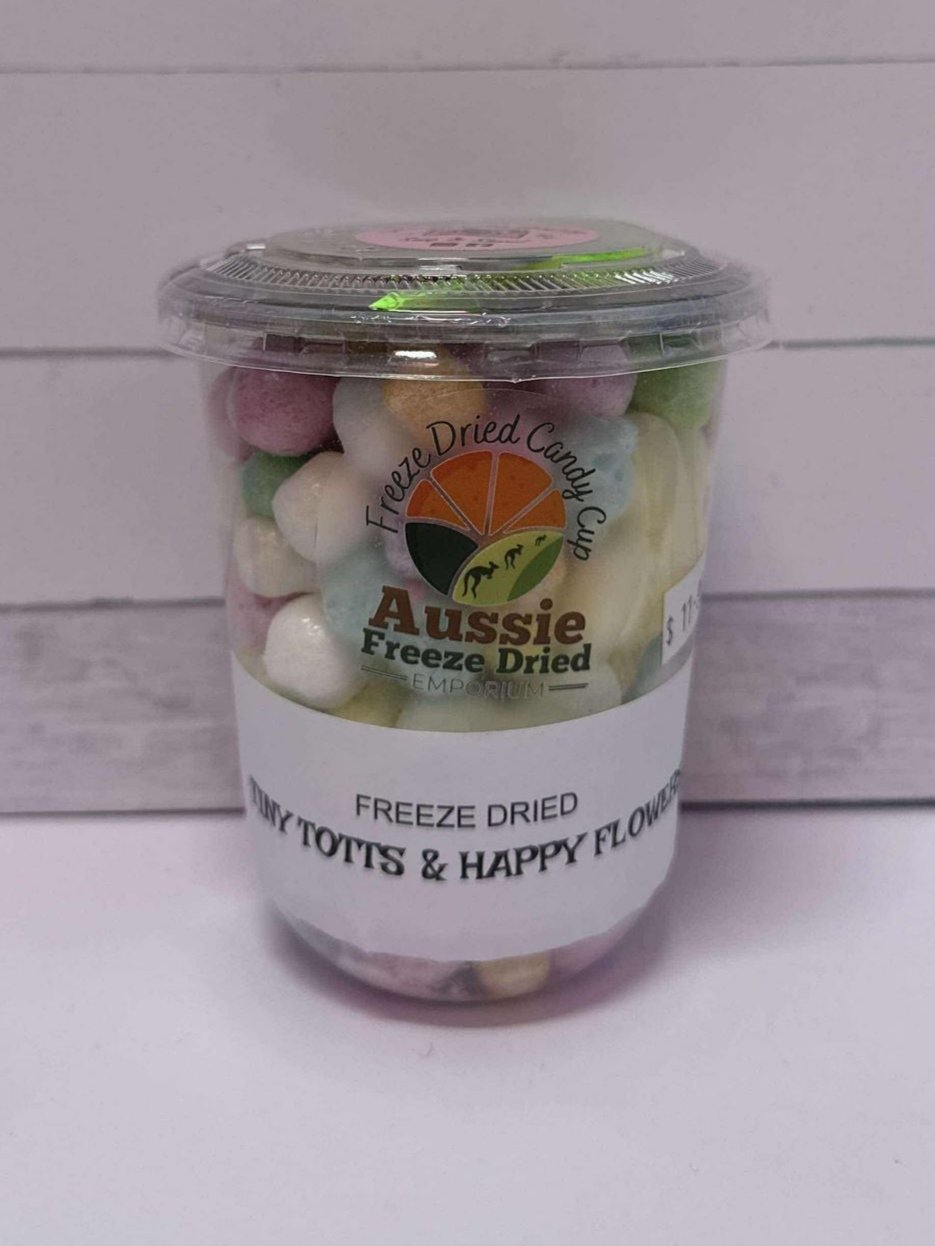 Freeze Dried Candy Cup
Aussie
Freeze Dried
EMPORIUM
FREEZE DRIED
TINY TOTTS & HAPPY FLOWERS